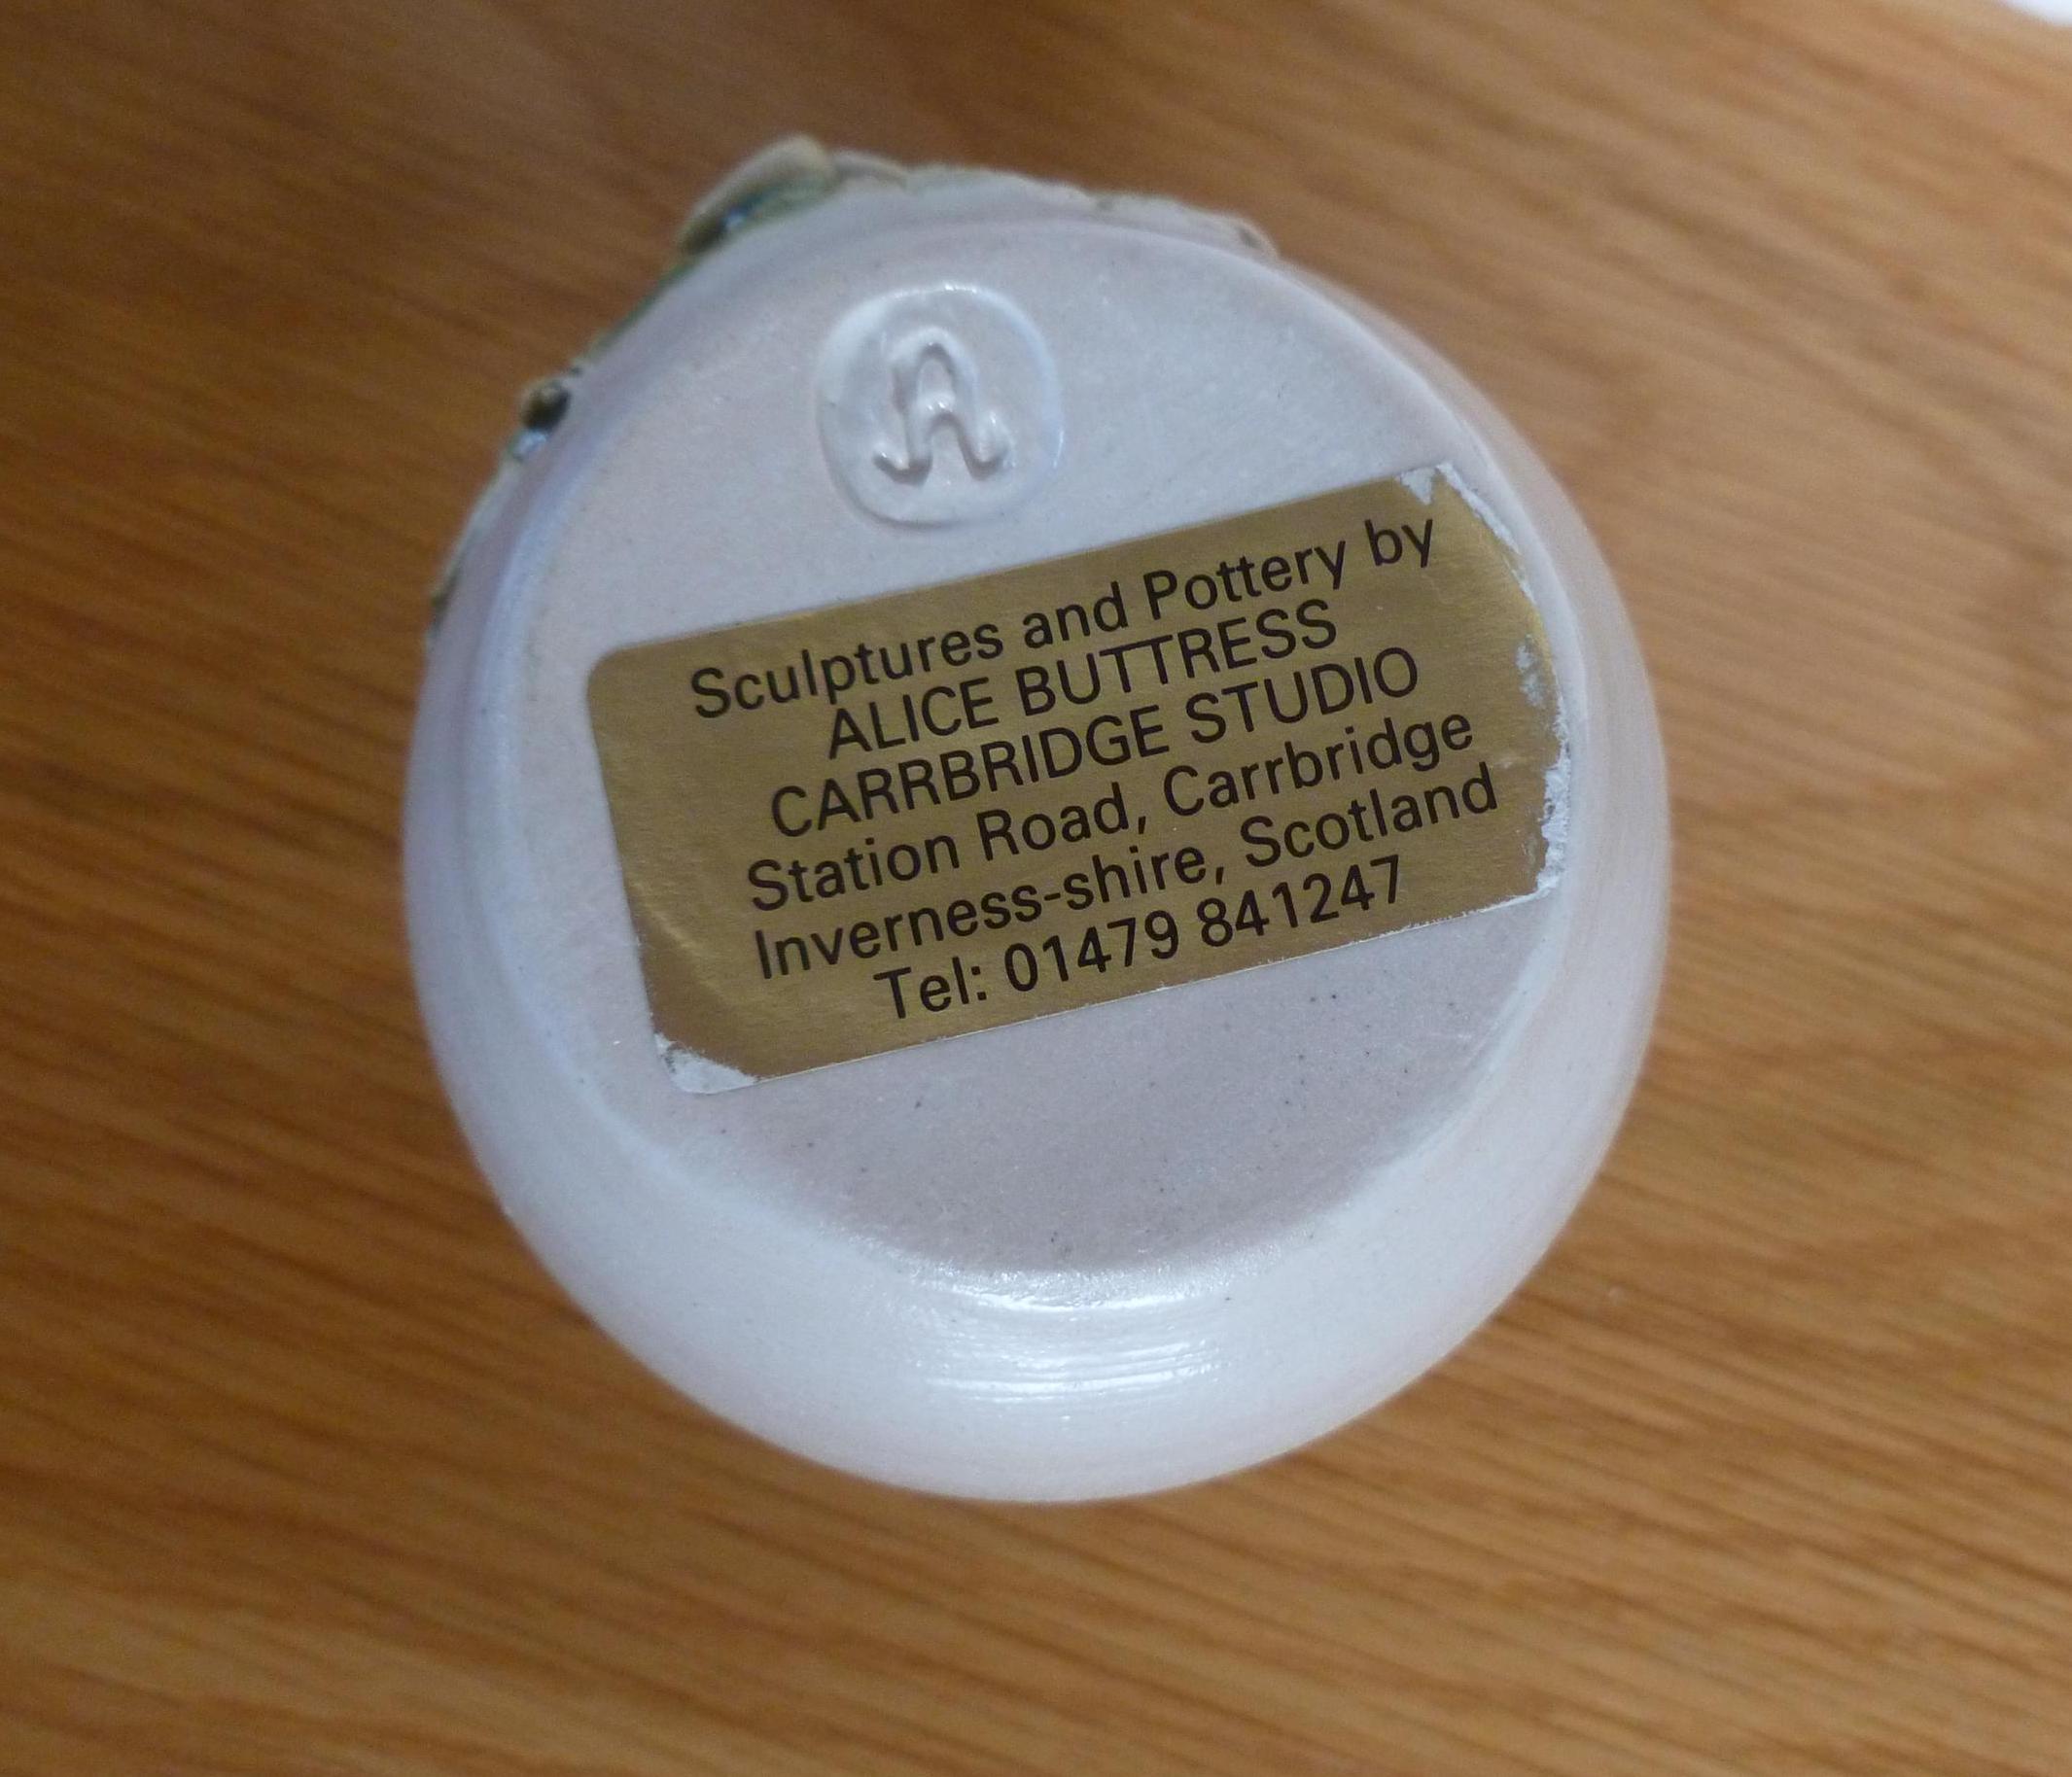 A
Sculptures and Pottery by
ALICE BUTTRESS
CARRBRIDGE STUDIO
Station Road, Carrbridge
Inverness-shire, Scotland
Tel: 01479 841247